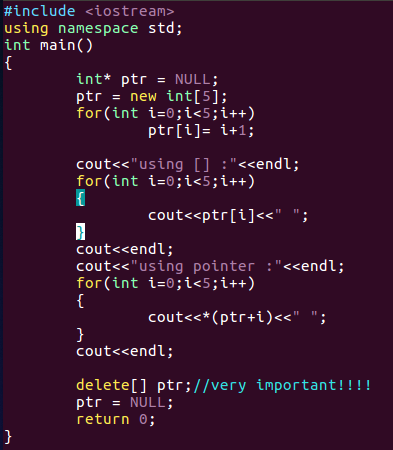 #include <iostream>
using namespace std;
int main()
{
        int* ptr = NULL;
        ptr = new int[5];
        for(int i=0;i<5;i++)
                ptr[i]= i+1;

        cout<<"using [] :"<<endl;
        for(int i=0;i<5;i++)
        {
                cout<<ptr[i]<<" ";
        }
        cout<<endl;
        cout<<"using pointer :"<<endl;
        for(int i=0;i<5;i++)
        {
                cout<<*(ptr+i)<<" ";
        }
        cout<<endl;

        delete[] ptr;//very important!!!!
        ptr = NULL;
        return 0;
}